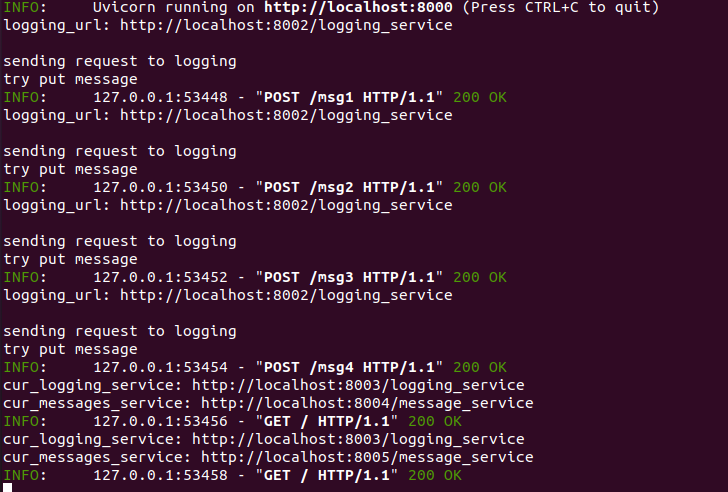 INFO:     Uvicorn running on http://localhost:8000 (Press CTRL+C to quit)
logging_url: http://localhost:8002/logging_service

sending request to logging
try put message
INFO:     127.0.0.1:53448 - "POST /msg1 HTTP/1.1" 200 OK
logging_url: http://localhost:8002/logging_service

sending request to logging
try put message
INFO:     127.0.0.1:53450 - "POST /msg2 HTTP/1.1" 200 OK
logging_url: http://localhost:8002/logging_service

sending request to logging
try put message
INFO:     127.0.0.1:53452 - "POST /msg3 HTTP/1.1" 200 OK
logging_url: http://localhost:8002/logging_service

sending request to logging
try put message
INFO:     127.0.0.1:53454 - "POST /msg4 HTTP/1.1" 200 OK
cur_logging_service: http://localhost:8003/logging_service
cur_messages_service: http://localhost:8004/message_service
INFO:     127.0.0.1:53456 - "GET / HTTP/1.1" 200 OK
cur_logging_service: http://localhost:8003/logging_service
cur_messages_service: http://localhost:8005/message_service
INFO:     127.0.0.1:53458 - "GET / HTTP/1.1" 200 OK